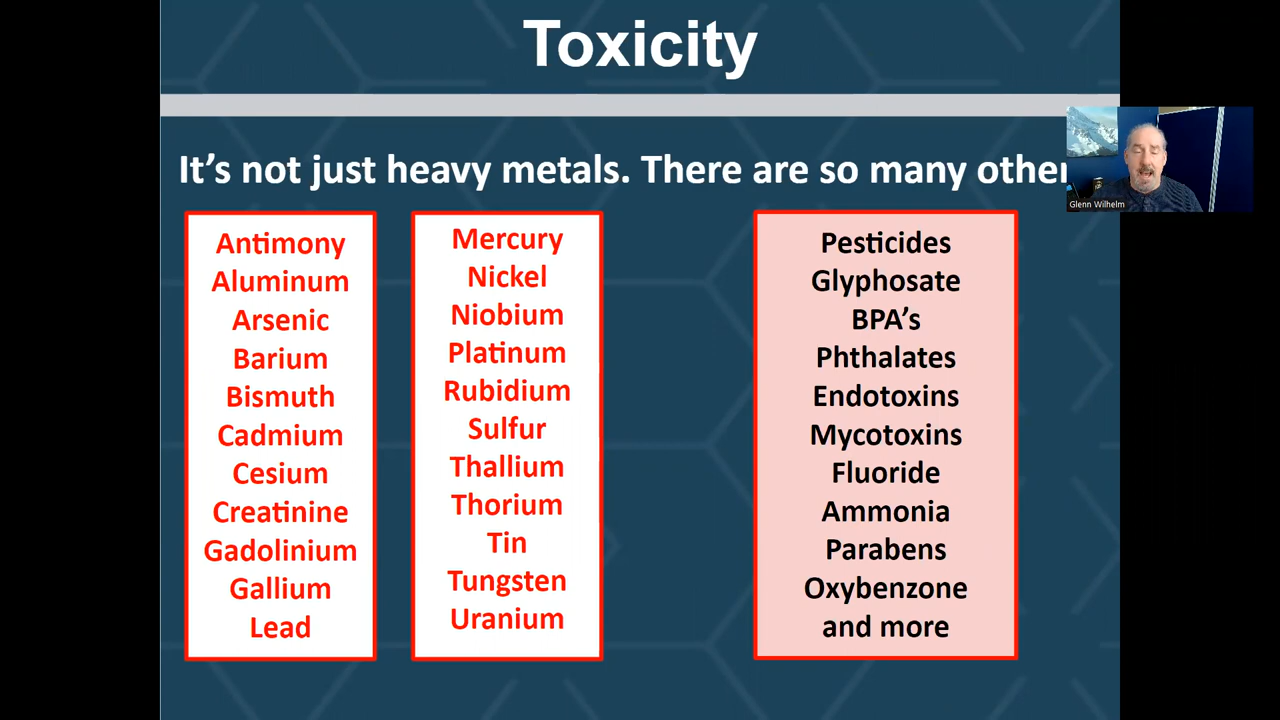 Toxicity
It's not just heavy metals. There are so many other
Glenn Wilhelm
Antimony
Aluminum
Arsenic
Barium
Bismuth
Cadmium
Cesium
Creatinine
Gadolinium
Gallium
Lead
Mercury
Nickel
Niobium
Platinum
Rubidium
Sulfur
Thallium
Thorium
Tin
Tungsten
Uranium
Pesticides
Glyphosate
BPA's
Phthalates
Endotoxins
Mycotoxins
Fluoride
Ammonia
Parabens
Oxybenzone
and more